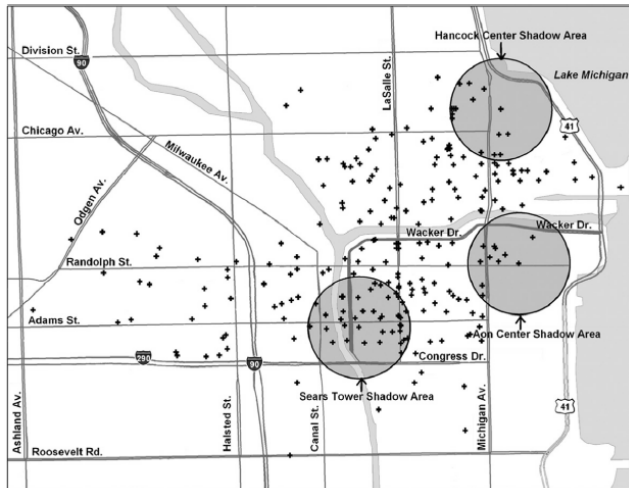 Hancock Center Shadow Area
Division St.
90
LaSalle St.
Lake Michigan
Chicago Av.
41
Milwaukee Av.
Odgen Av.
Wacker Dr.
Wacker Dr.
Randolph St.
Adams St.
Aon Center Shadow Area
290
90
Congress Dr.
Sears Tower Shadow Area
Ashland Av.
Halsted St.
Canal St.
Michigan Av.
41
Roosevelt Rd.